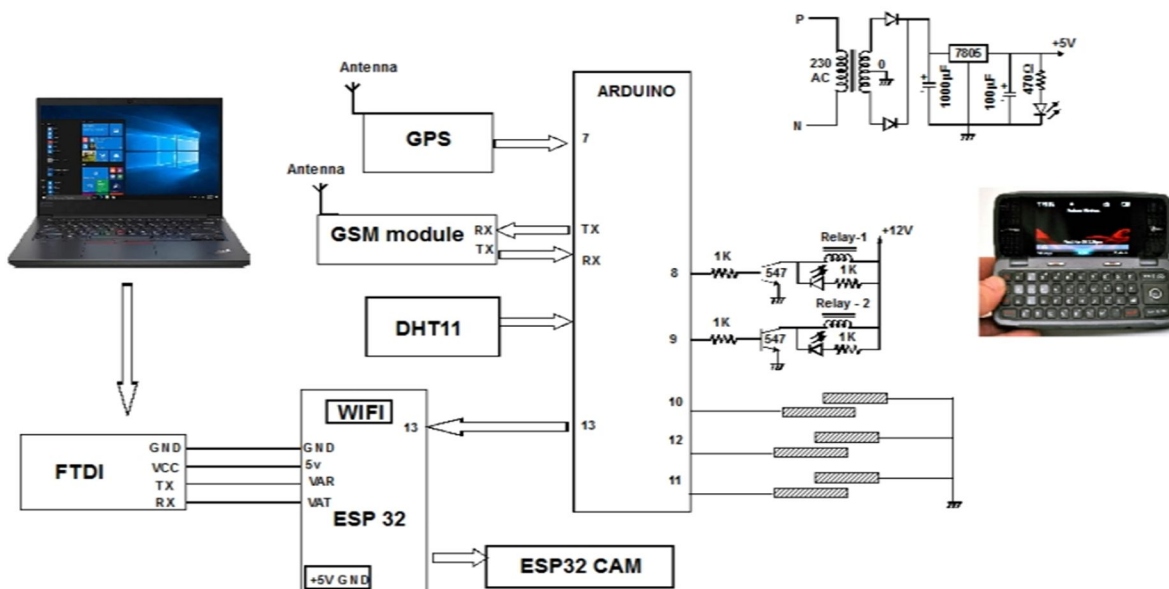 Antenna
GPS
Antenna
GSM module
RX
TX
DHT11
ARDUINO
7
TX
RX
13
8
9
10
12
11
P
230
AC
N
0
1000µF
7805
100µF
470Ω
+5V
Relay-1
+12V
1K
547
1K
Relay - 2
1K
547
1K
FTDI
GND
VCC
TX
RX
WIFI
13
GND
5v
VAR
VAT
ESP 32
+5V GND
ESP32 CAM